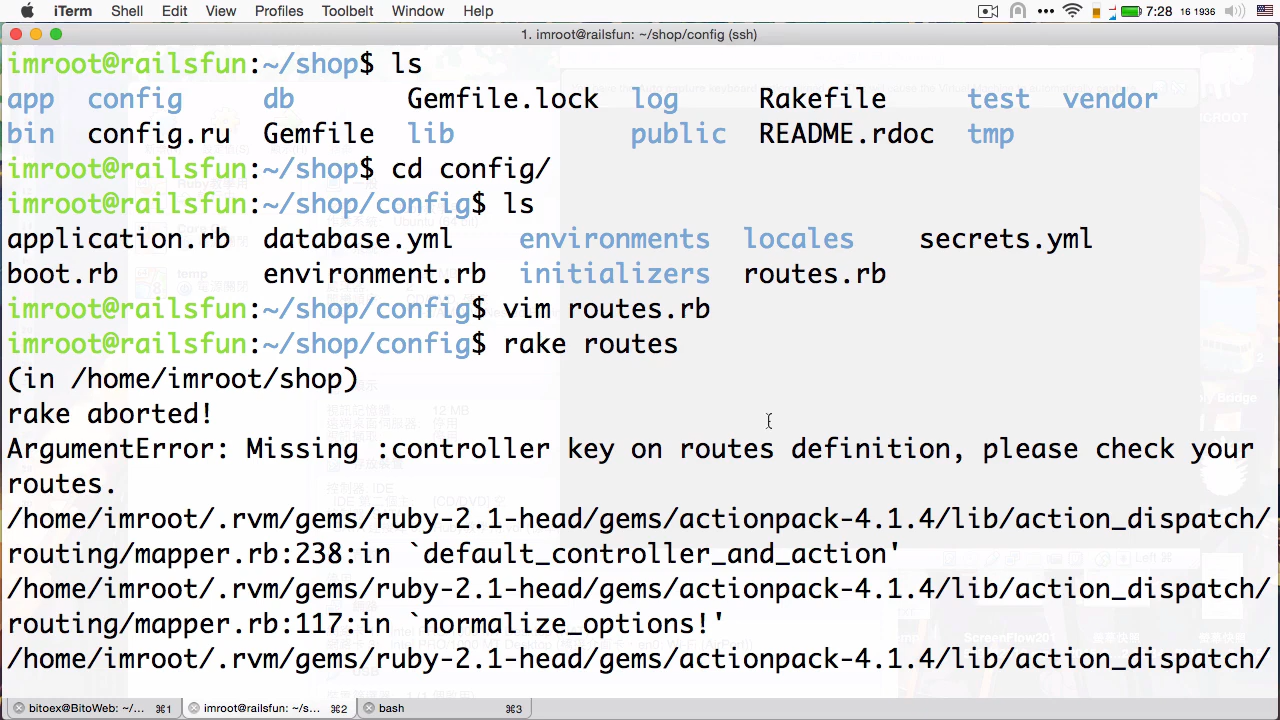 iTerm Shell Edit View Profiles Toolbelt Window Help 7:28 16 1936
1. imroot@railsfun: ~/shop/config (ssh)
imroot@railsfun:~/shop$ ls
app config db Gemfile.lock log Rakefile test vendor
bin config.ru Gemfile lib public README.rdoc tmp
imroot@railsfun:~/shop$ cd config/
imroot@railsfun:~/shop/config$ ls
application.rb database.yml environments locales secrets.yml
boot.rb environment.rb initializers routes.rb
imroot@railsfun:~/shop/config$ vim routes.rb
imroot@railsfun:~/shop/config$ rake routes
(in /home/imroot/shop)
rake aborted!
ArgumentError: Missing :controller key on routes definition, please check your
routes.
/home/imroot/.rvm/gems/ruby-2.1-head/gems/actionpack-4.1.4/lib/action_dispatch/
routing/mapper.rb:238:in `default_controller_and_action'
/home/imroot/.rvm/gems/ruby-2.1-head/gems/actionpack-4.1.4/lib/action_dispatch/
routing/mapper.rb:117:in `normalize_options!'
/home/imroot/.rvm/gems/ruby-2.1-head/gems/actionpack-4.1.4/lib/action_dispatch/
bitoex@BitoWeb: ~/... ⌘1 imroot@railsfun: ~/s... ⌘2 bash ⌘3